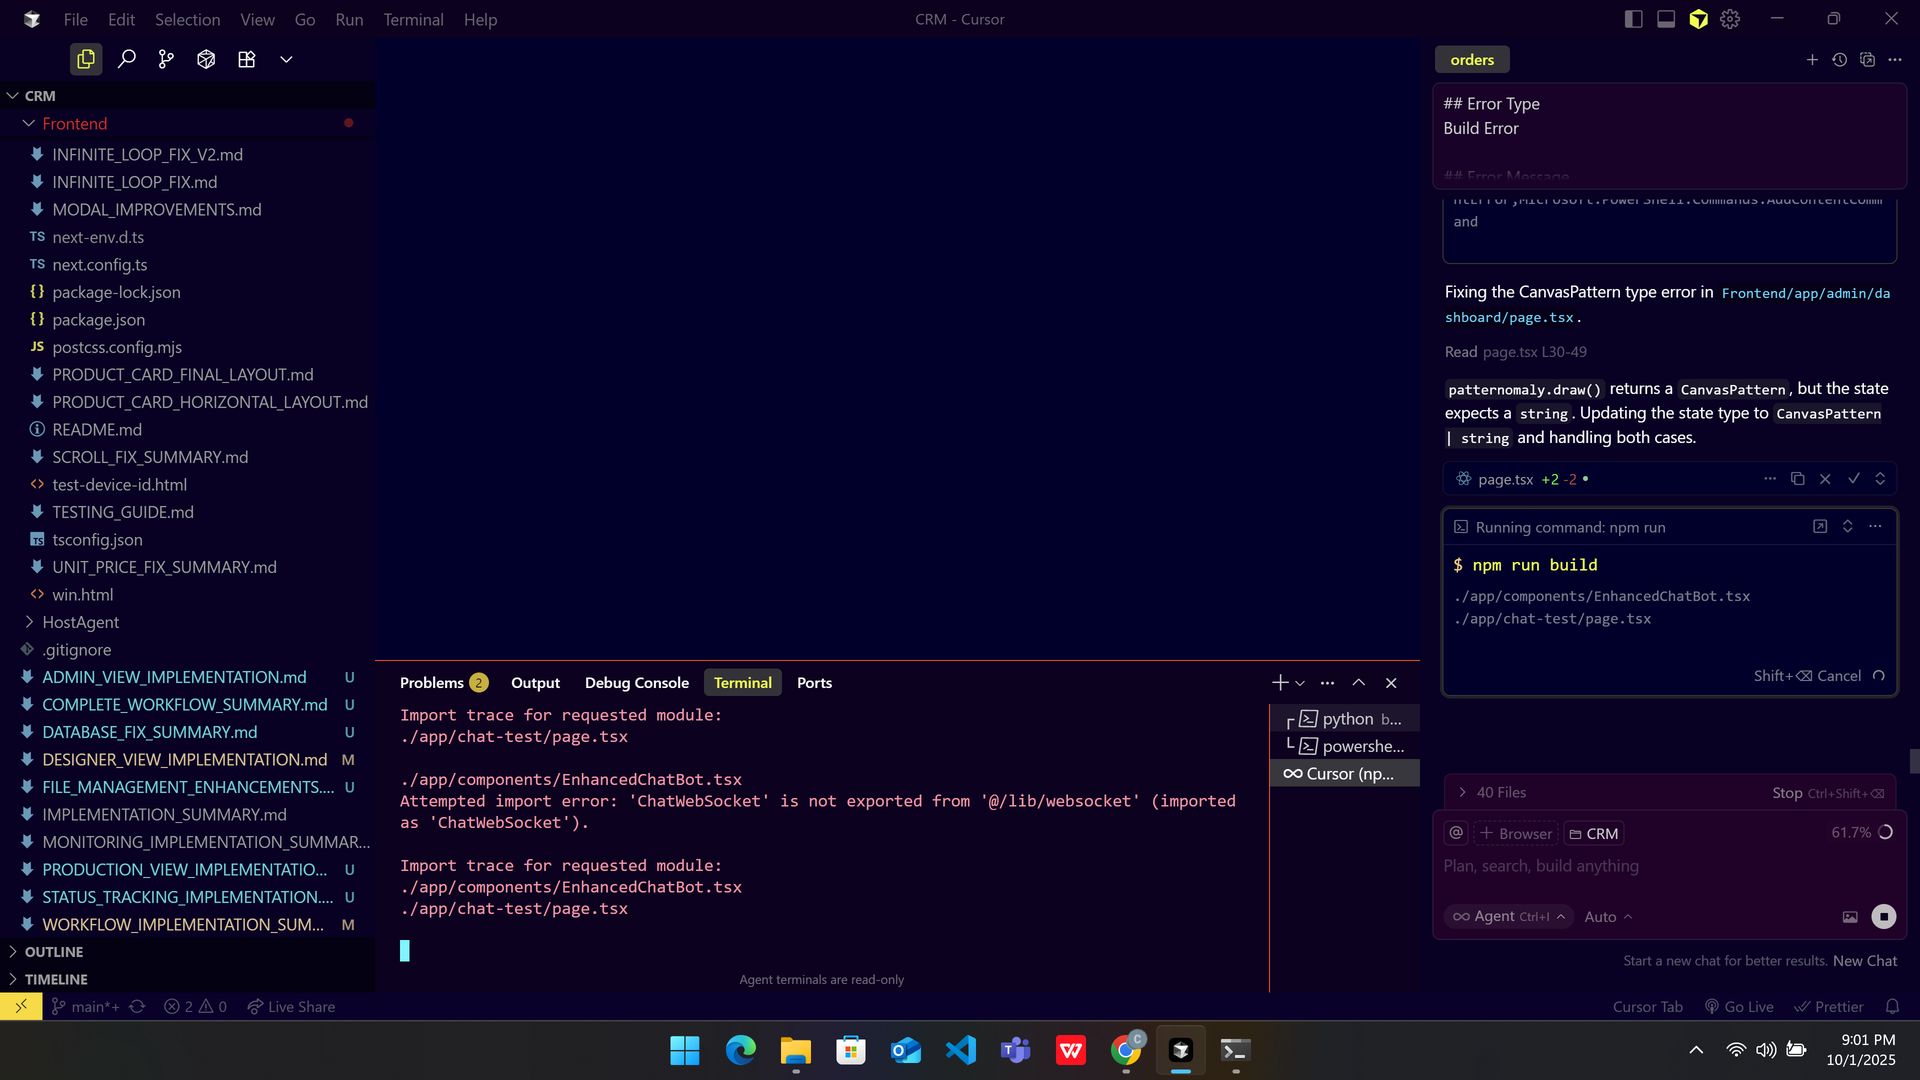 File Edit Selection View Go Run Terminal Help
CRM - Cursor
CRM
Frontend
INFINITE_LOOP_FIX_V2.md
INFINITE_LOOP_FIX.md
MODAL_IMPROVEMENTS.md
TS next-env.d.ts
TS next.config.ts
{} package-lock.json
{} package.json
JS postcss.config.mjs
PRODUCT_CARD_FINAL_LAYOUT.md
PRODUCT_CARD_HORIZONTAL_LAYOUT.md
README.md
SCROLL_FIX_SUMMARY.md
<> test-device-id.html
TESTING_GUIDE.md
TS tsconfig.json
UNIT_PRICE_FIX_SUMMARY.md
<> win.html
HostAgent
.gitignore
ADMIN_VIEW_IMPLEMENTATION.md U
COMPLETE_WORKFLOW_SUMMARY.md U
DATABASE_FIX_SUMMARY.md U
DESIGNER_VIEW_IMPLEMENTATION.md M
FILE_MANAGEMENT_ENHANCEMENTS.... U
IMPLEMENTATION_SUMMARY.md
MONITORING_IMPLEMENTATION_SUMMAR...
PRODUCTION_VIEW_IMPLEMENTATIO... U
STATUS_TRACKING_IMPLEMENTATION.... U
WORKFLOW_IMPLEMENTATION_SUM... M
OUTLINE
TIMELINE
Problems 2 Output Debug Console Terminal Ports
Import trace for requested module:
./app/chat-test/page.tsx
./app/components/EnhancedChatBot.tsx
Attempted import error: 'ChatWebSocket' is not exported from '@/lib/websocket' (imported
as 'ChatWebSocket').
Import trace for requested module:
./app/components/EnhancedChatBot.tsx
./app/chat-test/page.tsx
Agent terminals are read-only
python b...
powershe...
Cursor (np...
orders
## Error Type
Build Error
## Error Message
ntError,Microsoft.PowerShell.Commands.AddContentComm
and
Fixing the CanvasPattern type error in Frontend/app/admin/da
shboard/page.tsx.
Read page.tsx L30-49
patternomaly.draw() returns a CanvasPattern, but the state
expects a string. Updating the state type to CanvasPattern
| string and handling both cases.
page.tsx +2 -2
Running command: npm run
$ npm run build
./app/components/EnhancedChatBot.tsx
./app/chat-test/page.tsx
Shift+⌫ Cancel
40 Files Stop Ctrl+Shift+⌫
@ + Browser CRM 61.7%
Plan, search, build anything
Agent Ctrl+I Auto
Start a new chat for better results. New Chat
main*+ 2 0 Live Share
Cursor Tab Go Live Prettier
9:01 PM
10/1/2025